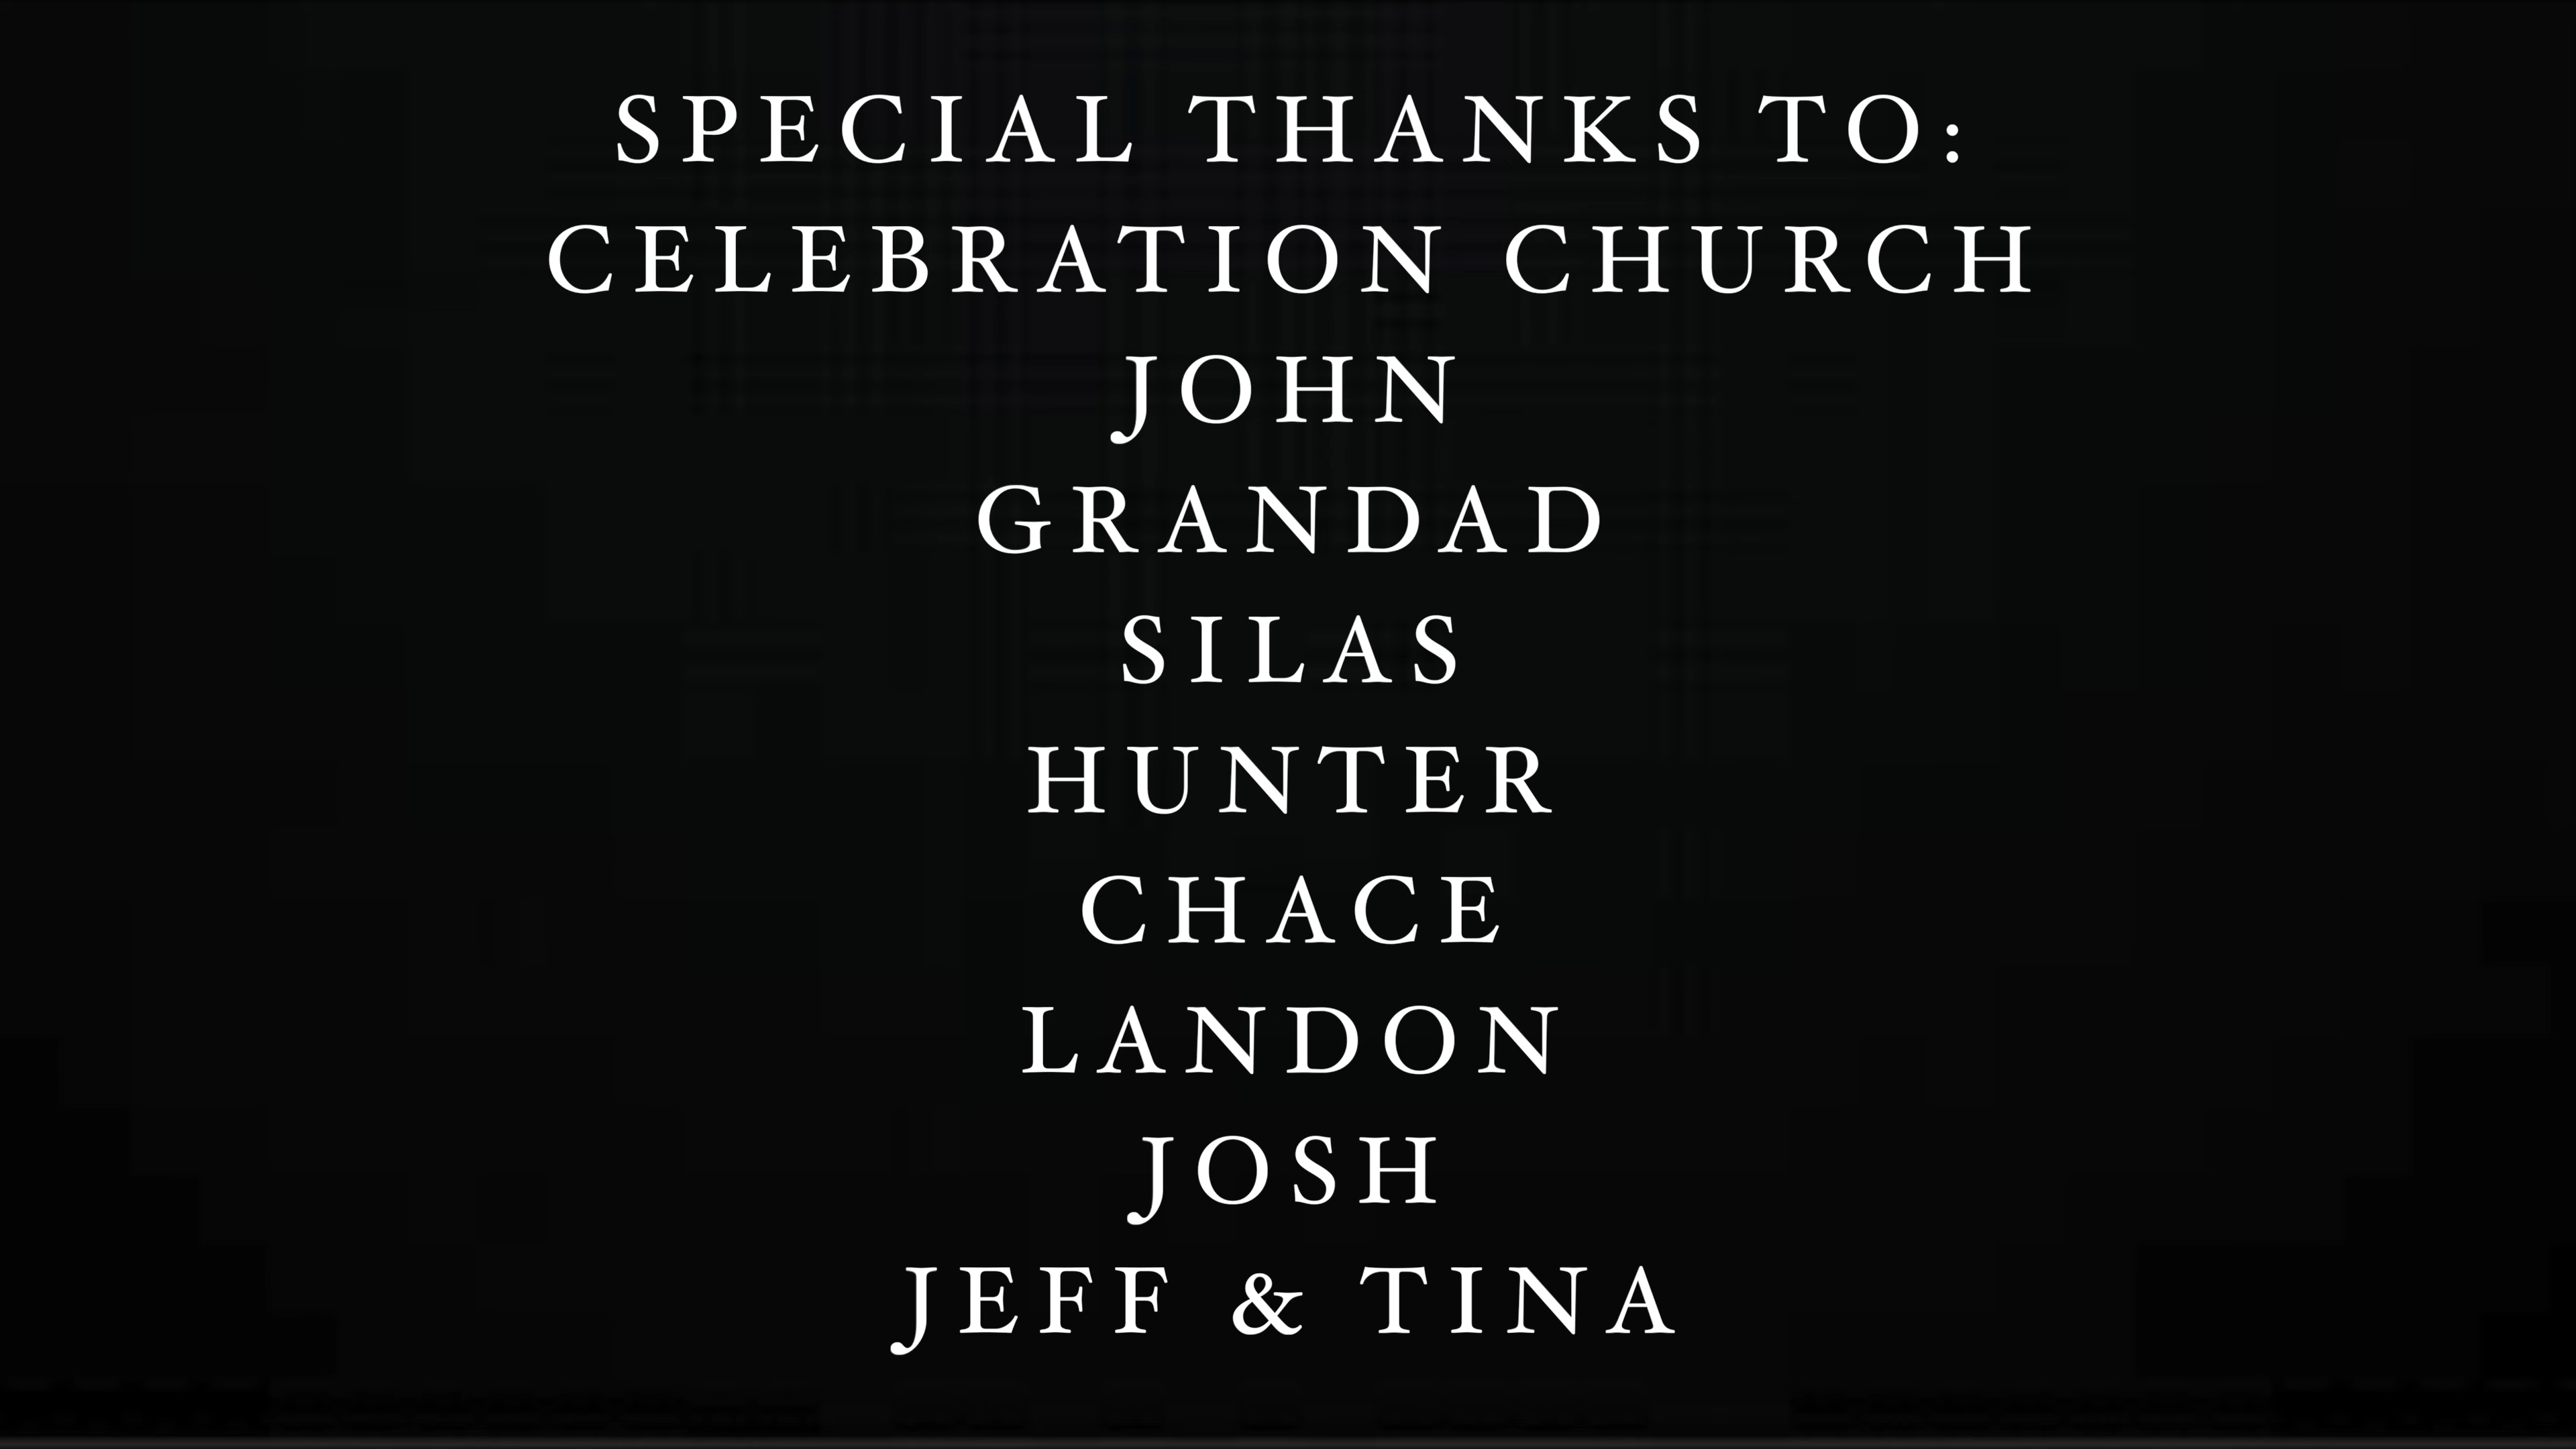 SPECIAL THANKS TO:
CELEBRATION CHURCH
JOHN
GRANDAD
SILAS
HUNTER
CHACE
LANDON
JOSH
JEFF & TINA